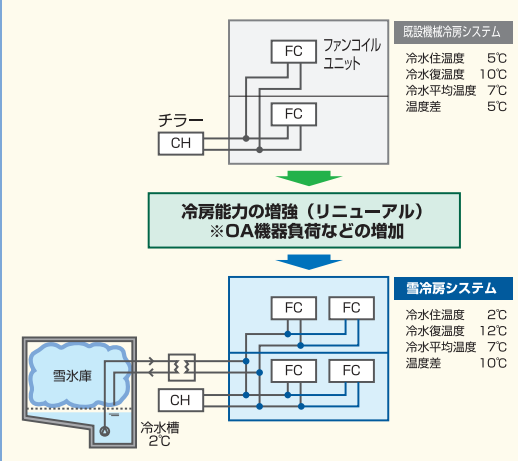 既設機械冷房システム
FC
ファンコイル
ユニット
冷水住温度 5℃
冷水復温度 10℃
冷水平均温度 7℃
温度差 5℃
チラー
CH
FC
冷房能力の増強（リニューアル）
※OA機器負荷などの増加
雪冷房システム
FC
FC
冷水住温度 2℃
冷水復温度 12℃
冷水平均温度 7℃
温度差 10℃
雪氷庫
FC
FC
CH
冷水槽
2℃